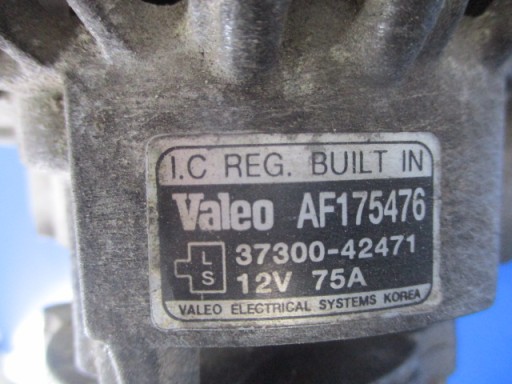 I.C REG. BUILT IN
Valeo AF175476
L 37300-42471
S 12V 75A
VALEO ELECTRICAL SYSTEMS KOREA